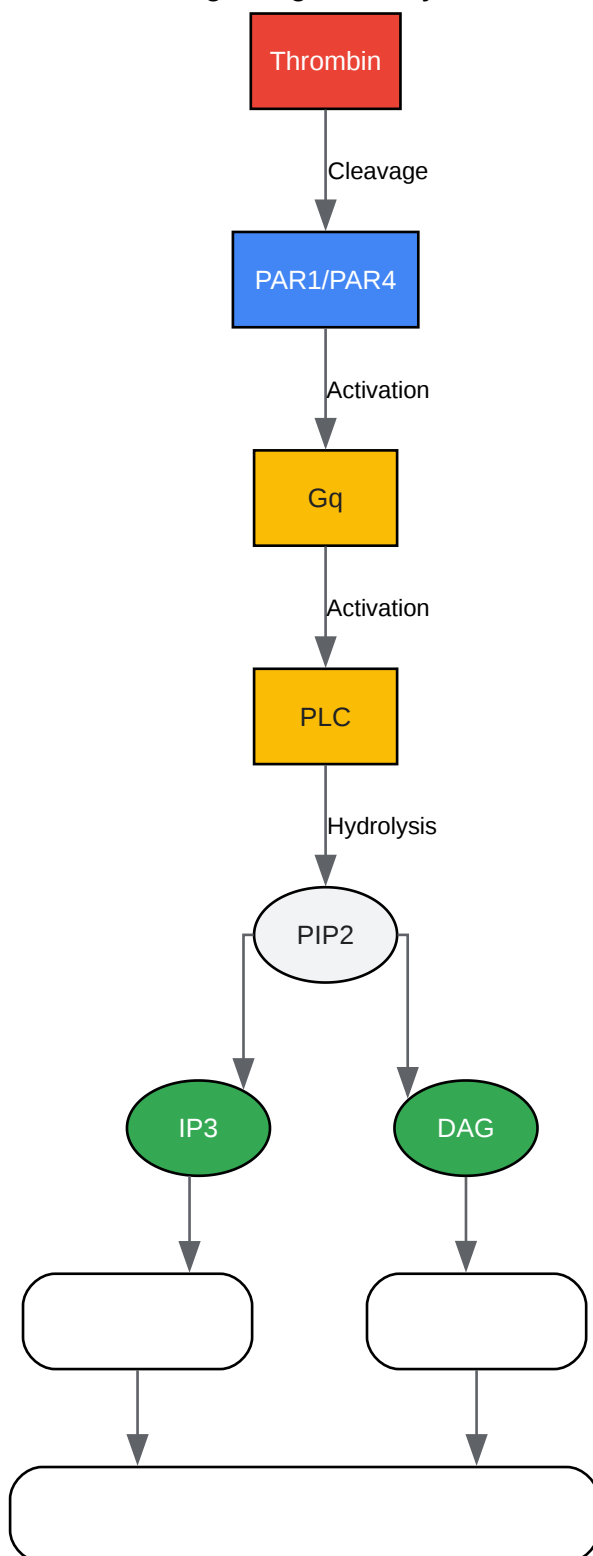 Thrombin
Cleavage
PAR1/PAR4
Activation
Gq
Activation
PLC
Hydrolysis
PIP2
IP3
DAG